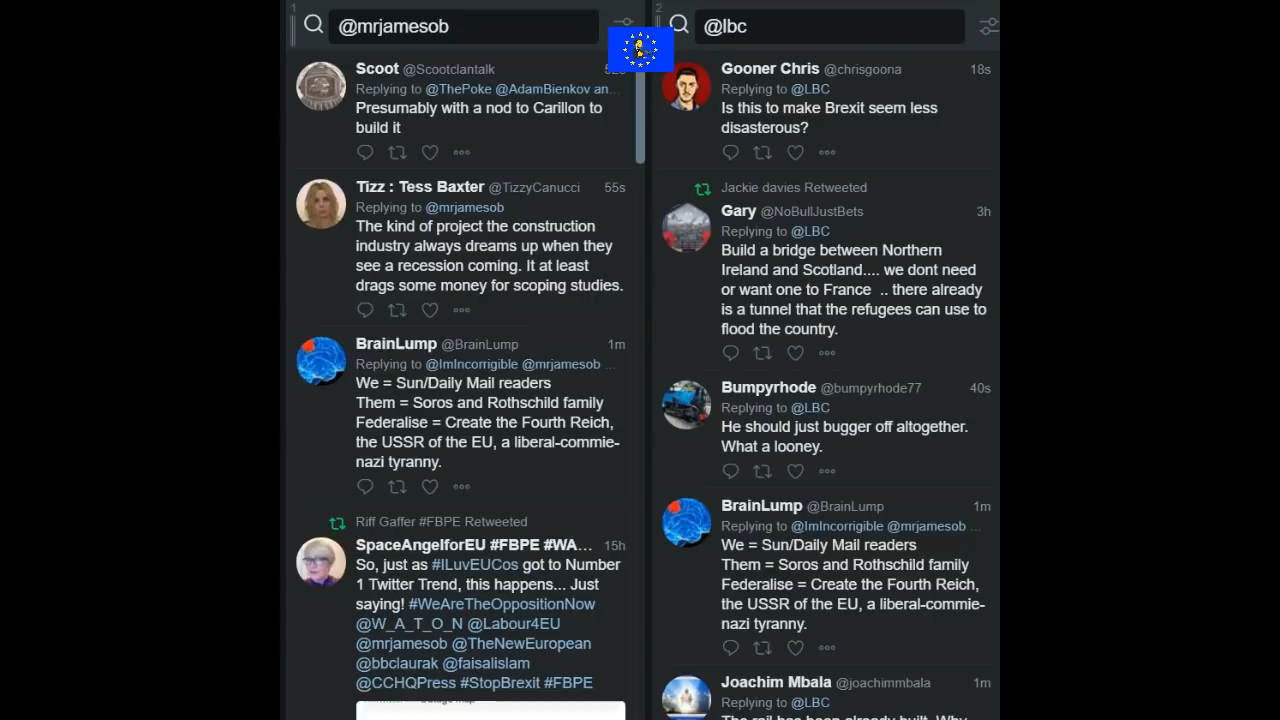 1
@mrjamesob
Scoot @Scootclantalk
Replying to @ThePoke @AdamBienkov an...
Presumably with a nod to Carillon to
build it
Tizz : Tess Baxter @TizzyCanucci 55s
Replying to @mrjamesob
The kind of project the construction
industry always dreams up when they
see a recession coming. It at least
drags some money for scoping studies.
BrainLump @BrainLump 1m
Replying to @ImIncorrigible @mrjamesob ...
We = Sun/Daily Mail readers
Them = Soros and Rothschild family
Federalise = Create the Fourth Reich,
the USSR of the EU, a liberal-commie-
nazi tyranny.
Riff Gaffer #FBPE Retweeted
SpaceAngelforEU #FBPE #WA... 15h
So, just as #ILuvEUCos got to Number
1 Twitter Trend, this happens... Just
saying! #WeAreTheOppositionNow
@W_A_T_O_N @Labour4EU
@mrjamesob @TheNewEuropean
@bbclaurak @faisalislam
@CCHQPress #StopBrexit #FBPE
2
@lbc
Gooner Chris @chrisgoona 18s
Replying to @LBC
Is this to make Brexit seem less
disasterous?
Jackie davies Retweeted
Gary @NoBullJustBets 3h
Replying to @LBC
Build a bridge between Northern
Ireland and Scotland.... we dont need
or want one to France .. there already
is a tunnel that the refugees can use to
flood the country.
Bumpyrhode @bumpyrhode77 40s
Replying to @LBC
He should just bugger off altogether.
What a looney.
BrainLump @BrainLump 1m
Replying to @ImIncorrigible @mrjamesob ...
We = Sun/Daily Mail readers
Them = Soros and Rothschild family
Federalise = Create the Fourth Reich,
the USSR of the EU, a liberal-commie-
nazi tyranny.
Joachim Mbala @joachimmbala 1m
Replying to @LBC
The rail has been already built. Why